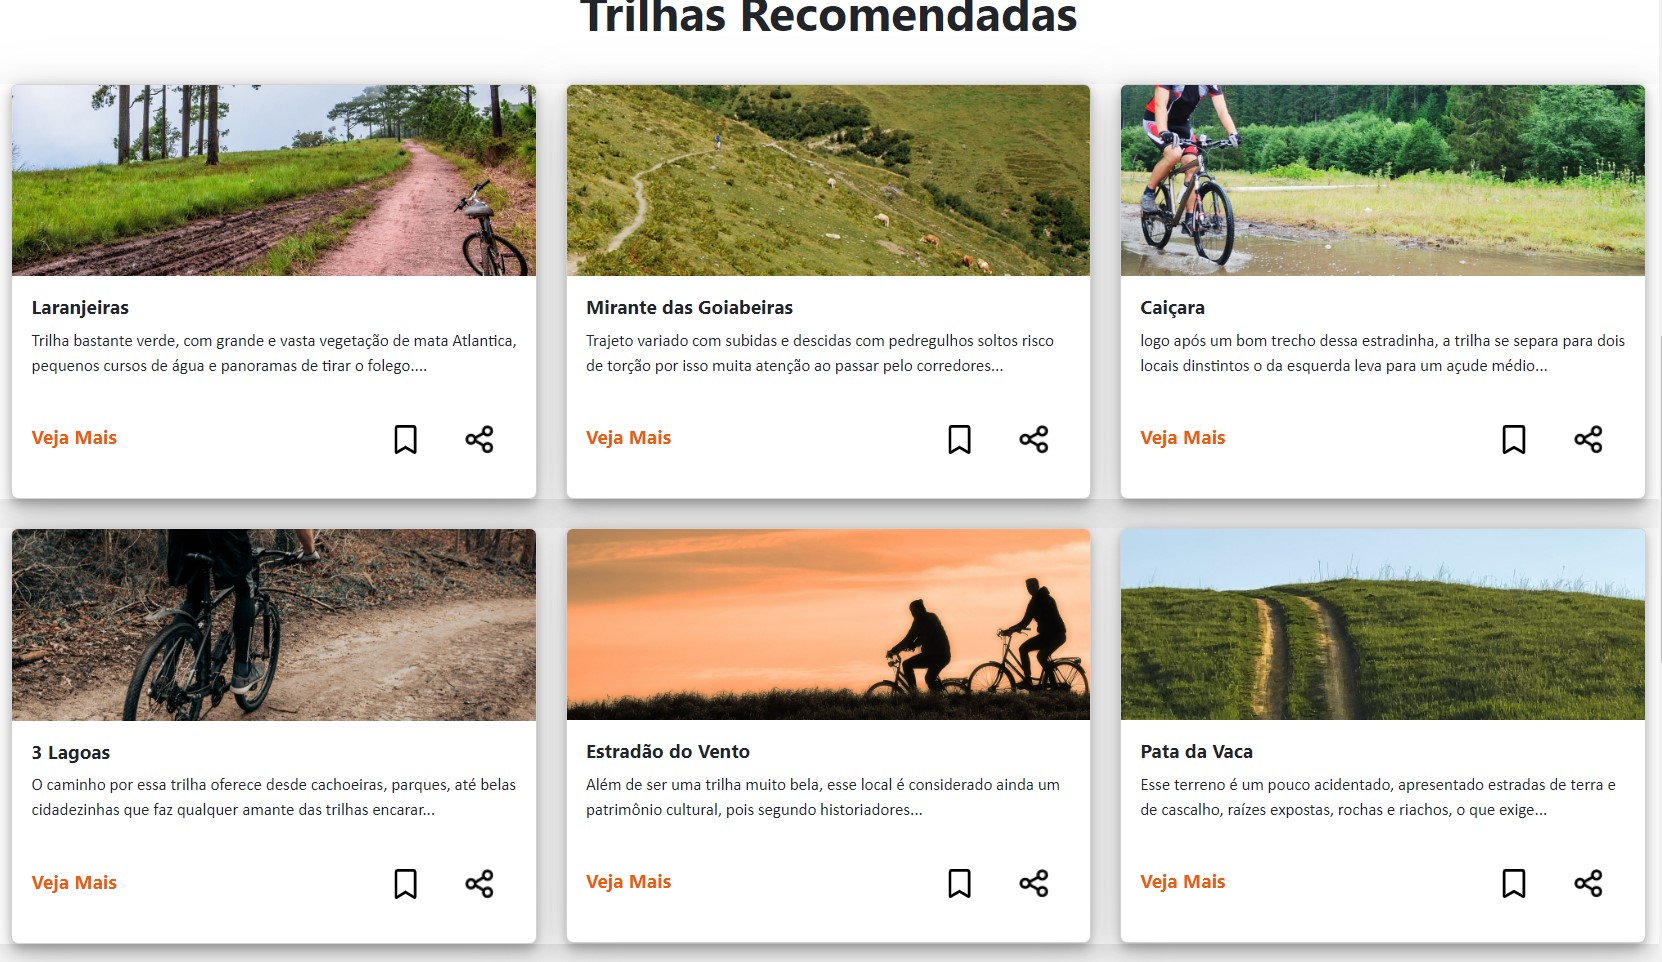 Trilhas Recomendadas
Laranjeiras
Trilha bastante verde, com grande e vasta vegetação de mata Atlantica,
pequenos cursos de água e panoramas de tirar o folego....
Veja Mais
Mirante das Goiabeiras
Trajeto variado com subidas e descidas com pedregulhos soltos risco
de torção por isso muita atenção ao passar pelo corredores...
Veja Mais
Caiçara
logo após um bom trecho dessa estradinha, a trilha se separa para dois
locais dinstintos o da esquerda leva para um açude médio...
Veja Mais
3 Lagoas
O caminho por essa trilha oferece desde cachoeiras, parques, até belas
cidadezinhas que faz qualquer amante das trilhas encarar...
Veja Mais
Estradão do Vento
Além de ser uma trilha muito bela, esse local é considerado ainda um
patrimônio cultural, pois segundo historiadores...
Veja Mais
Pata da Vaca
Esse terreno é um pouco acidentado, apresentado estradas de terra e
de cascalho, raízes expostas, rochas e riachos, o que exige...
Veja Mais